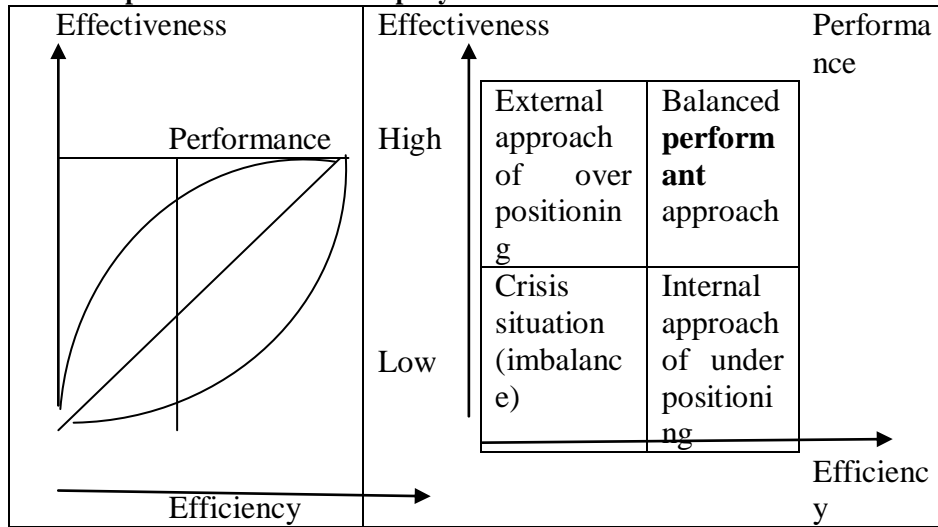 Effectiveness
Performance
Efficiency
Effectiveness
Performa
nce
High
Low
External
approach
of over
positionin
g
Balanced
perform
ant
approach
Crisis
situation
(imbalanc
e)
Internal
approach
of under
positioni
ng
Efficienc
y